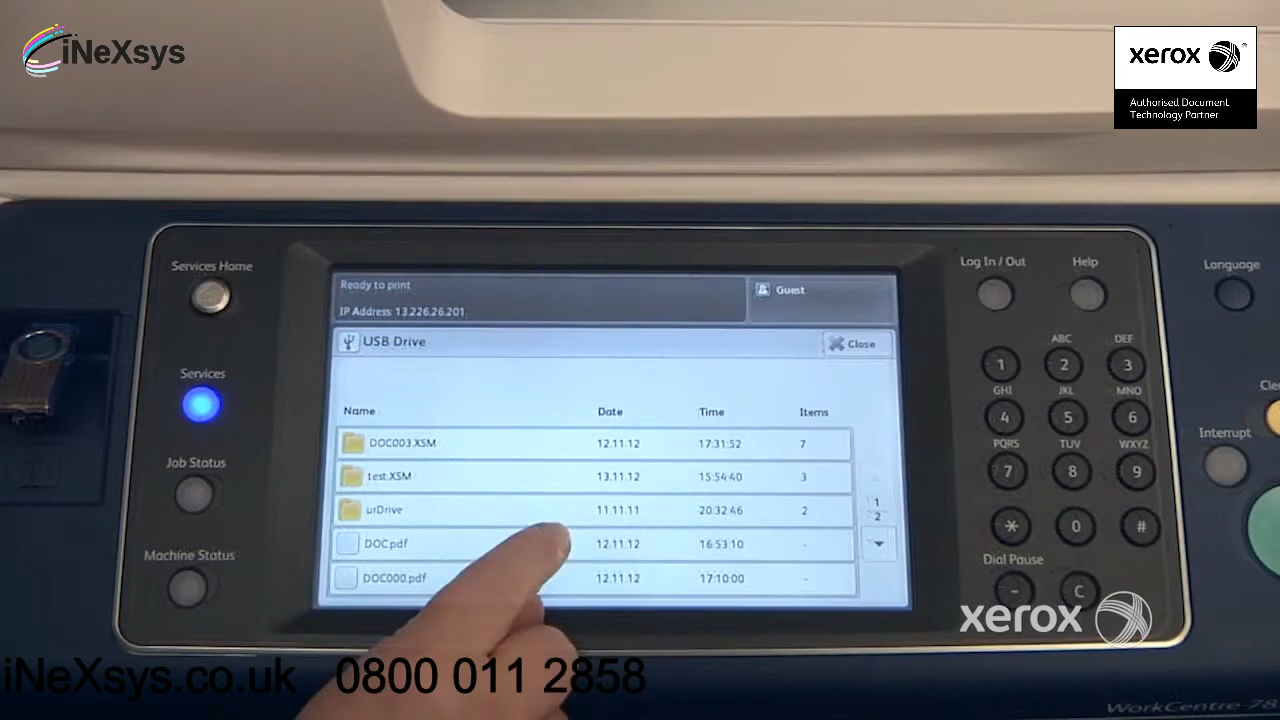 iNeXsys
xerox
Authorised Document
Technology Partner
Services Home
Services
Job Status
Machine Status
Ready to print
IP Address: 13.226.26.201
Guest
USB Drive
Close
Name Date Time Items
DOC003.XSM 12.11.12 17:31:52 7
test.XSM 13.11.12 15:54:40 3
urDrive 11.11.11 20:32:46 2
DOC.pdf 12.11.12 16:53:10 -
DOC000.pdf 12.11.12 17:10:00 -
1
2
Log In / Out
Help
Language
ABC DEF
1 2 3
GHI JKL MNO
4 5 6
PQRS TUV WXYZ
7 8 9
* 0 #
Dial Pause
- C
Interrupt
xerox
iNeXsys.co.uk 0800 011 2858
WorkCentre 78